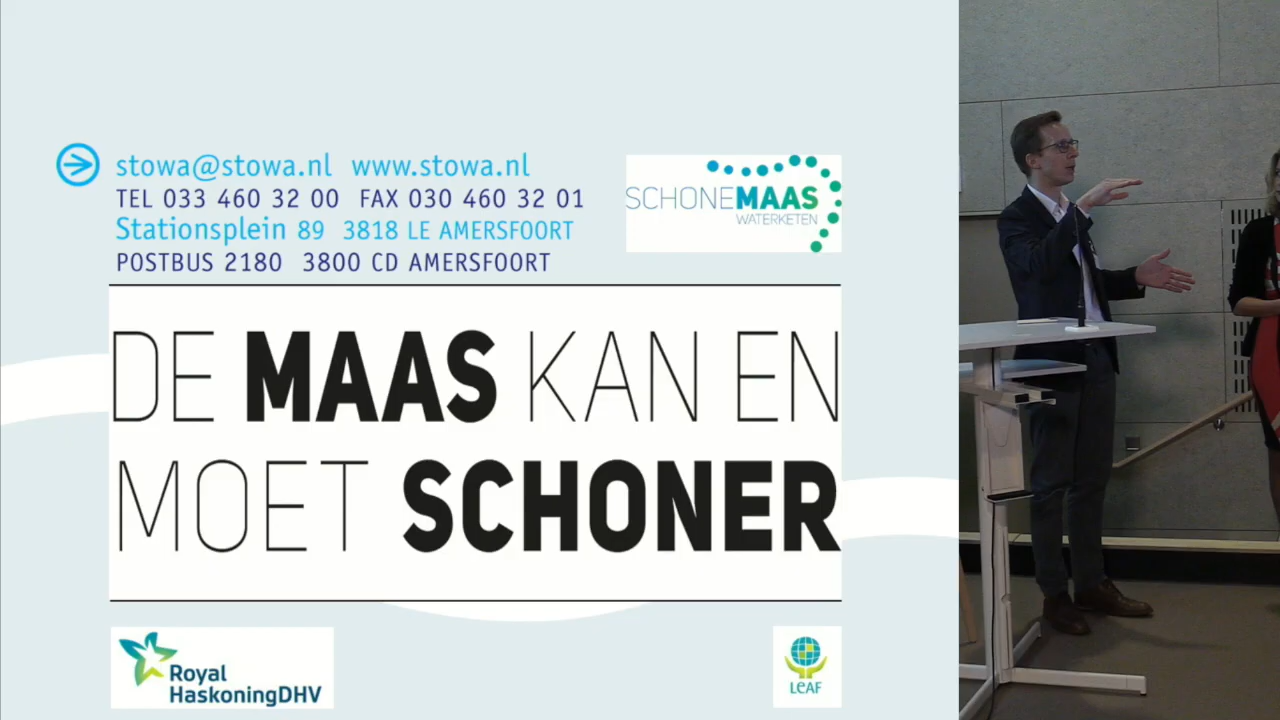 stowa@stowa.nl www.stowa.nl
TEL 033 460 32 00 FAX 030 460 32 01
Stationsplein 89 3818 LE AMERSFOORT
POSTBUS 2180 3800 CD AMERSFOORT
SCHONEMAAS
WATERKETEN
DE MAAS KAN EN
MOET SCHONER
Royal
HaskoningDHV
LeAF